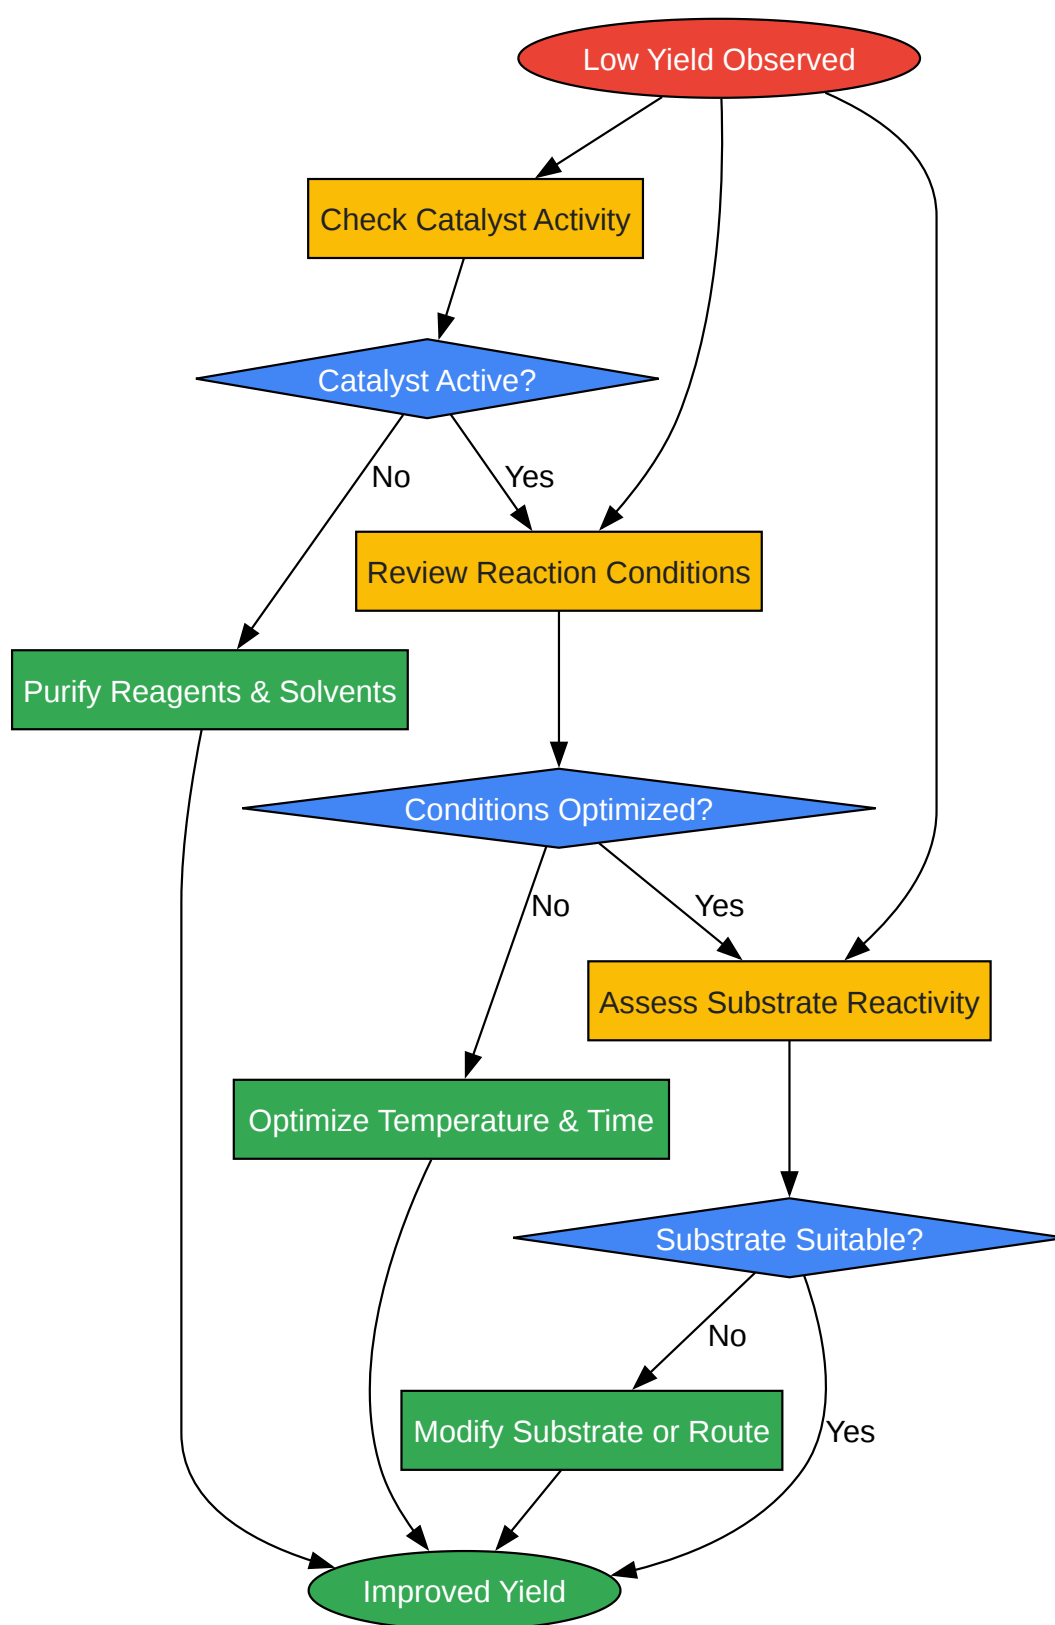 Low Yield Observed
Check Catalyst Activity
Catalyst Active?
No
Yes
Review Reaction Conditions
Purify Reagents & Solvents
Conditions Optimized?
No
Yes
Assess Substrate Reactivity
Optimize Temperature & Time
Substrate Suitable?
No
Modify Substrate or Route
Yes
Improved Yield